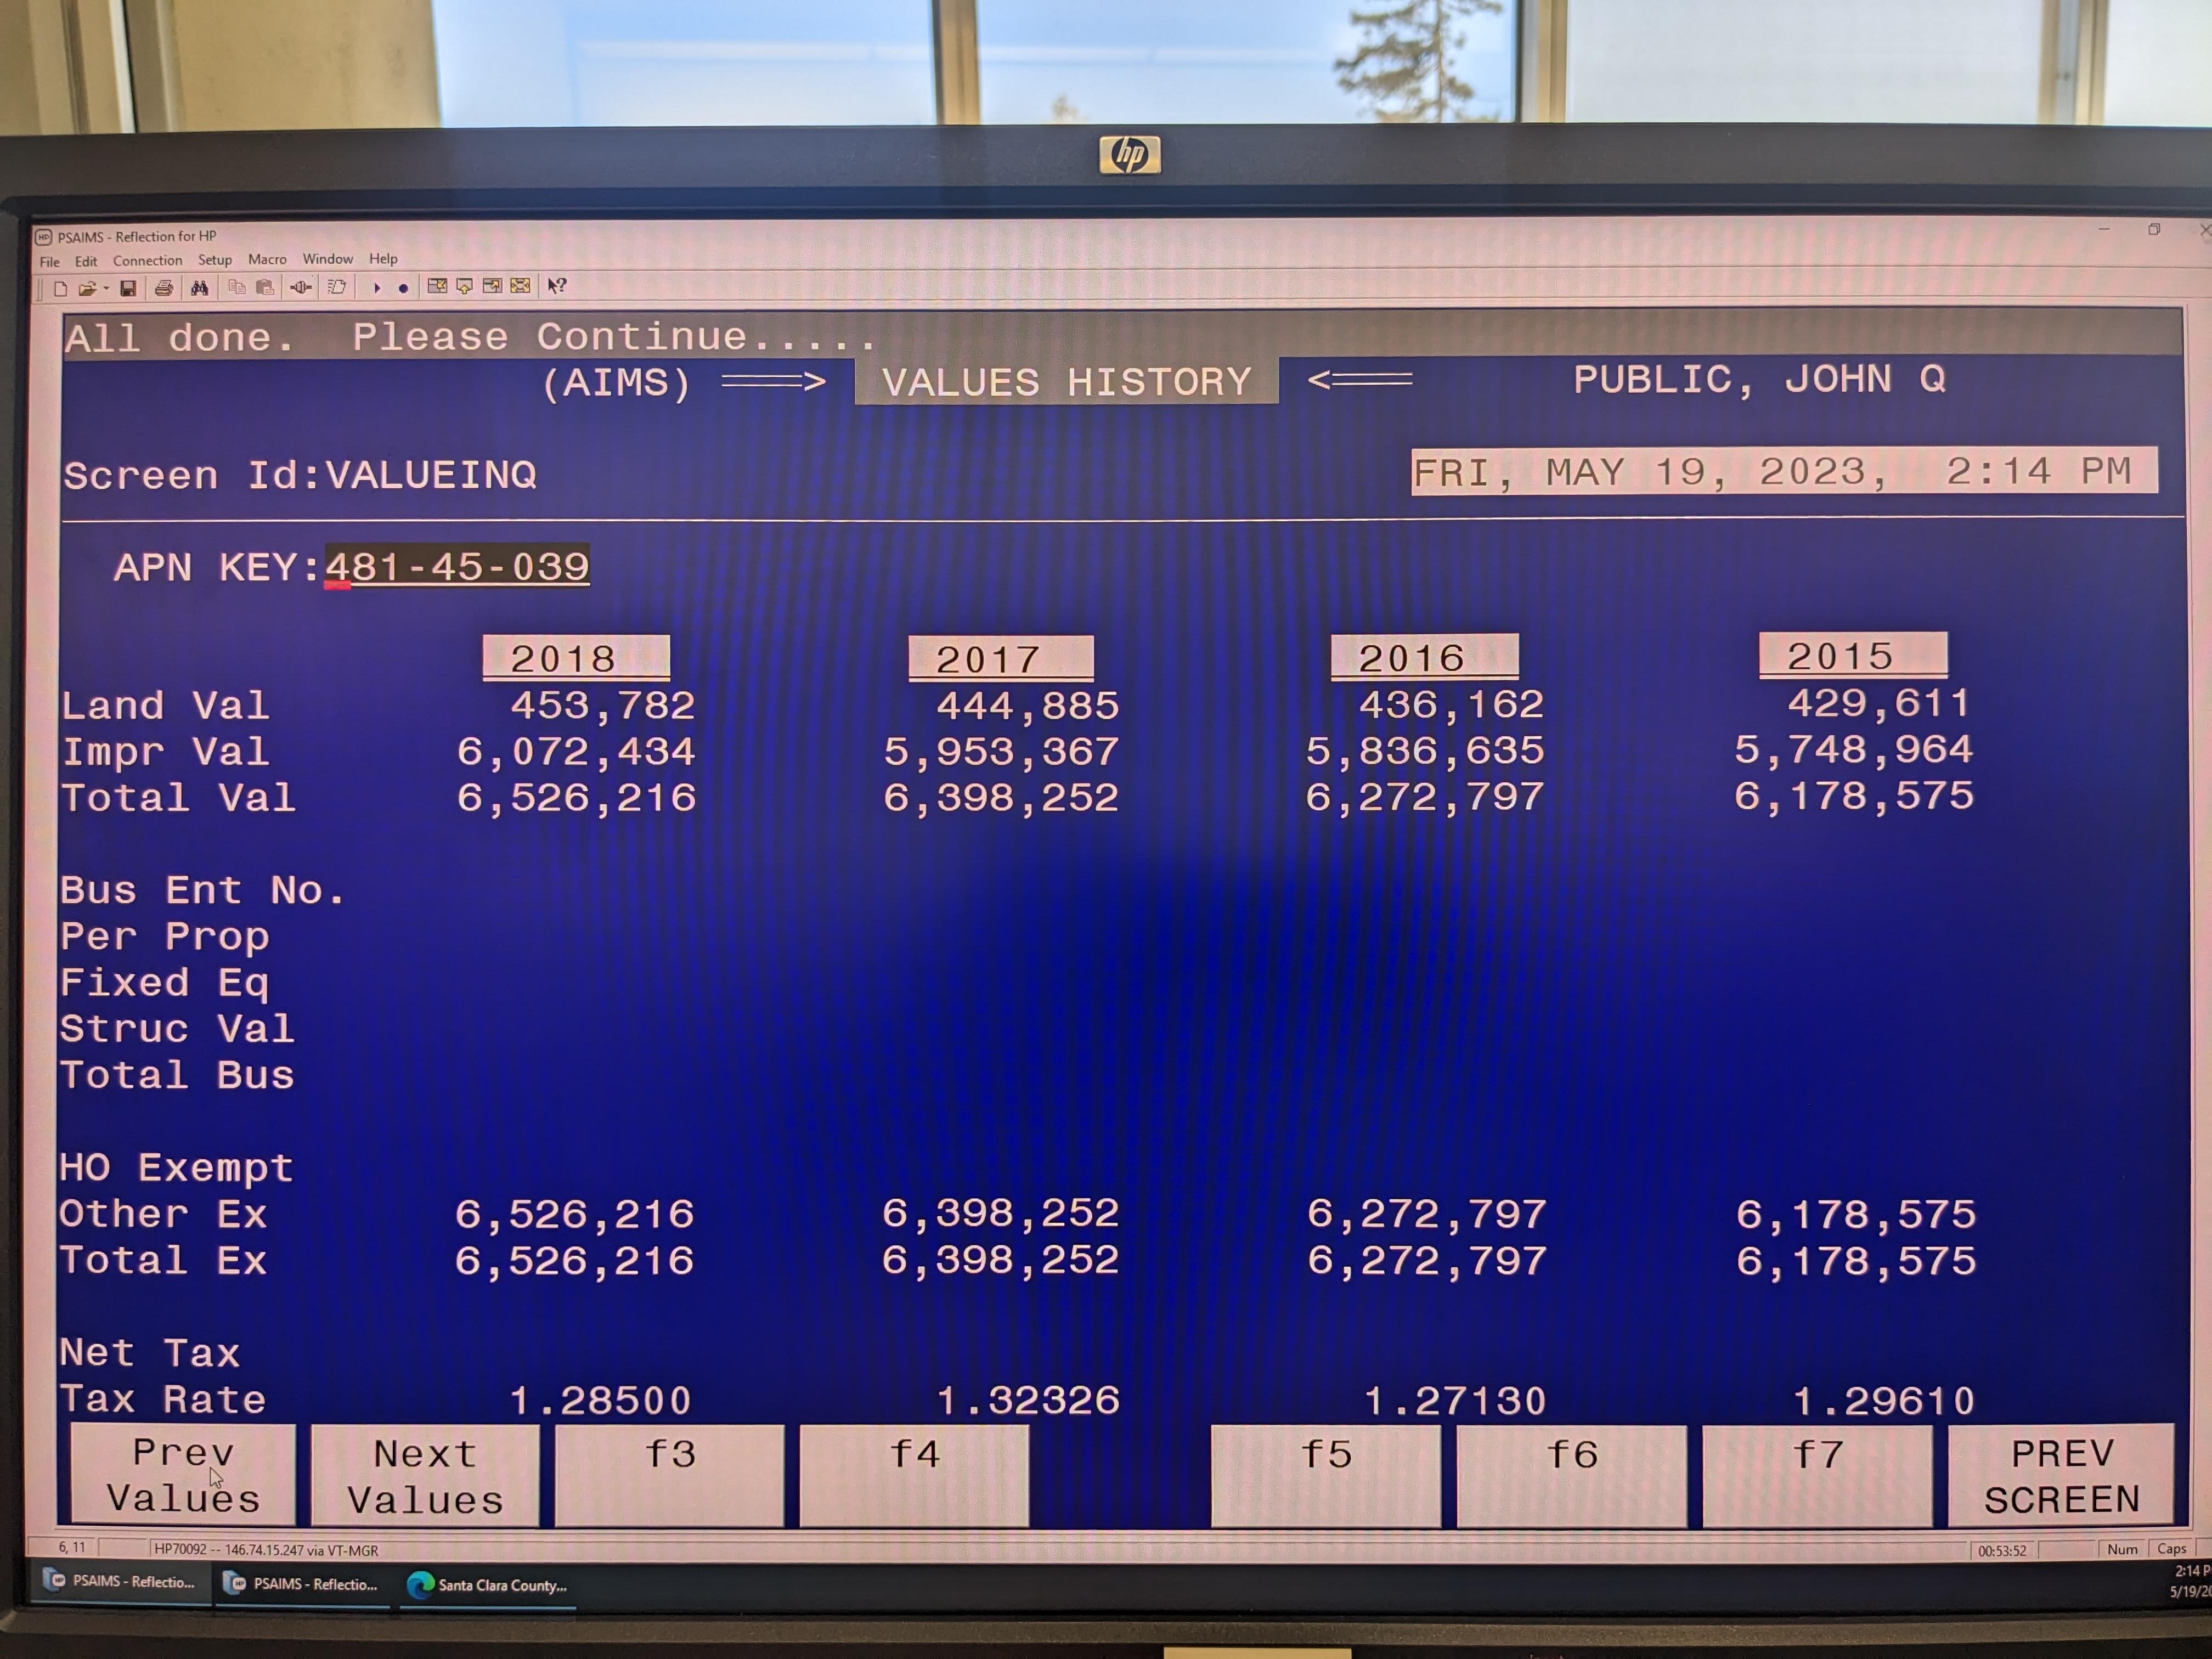 hp
PSAIMS - Reflection for HP
File Edit Connection Setup Macro Window Help
All done. Please Continue.....
(AIMS) ===> VALUES HISTORY <=== PUBLIC, JOHN Q
Screen Id:VALUEINQ FRI, MAY 19, 2023, 2:14 PM
APN KEY:481-45-039
2018 2017 2016 2015
Land Val 453,782 444,885 436,162 429,611
Impr Val 6,072,434 5,953,367 5,836,635 5,748,964
Total Val 6,526,216 6,398,252 6,272,797 6,178,575
Bus Ent No.
Per Prop
Fixed Eq
Struc Val
Total Bus
HO Exempt
Other Ex 6,526,216 6,398,252 6,272,797 6,178,575
Total Ex 6,526,216 6,398,252 6,272,797 6,178,575
Net Tax
Tax Rate 1.28500 1.32326 1.27130 1.29610
Prev Next f3 f4 f5 f6 f7 PREV
Values Values SCREEN
6, 11 HP70092 -- 146.74.15.247 via VT-MGR 00:53:52 Num Caps
PSAIMS - Reflectio... PSAIMS - Reflectio... Santa Clara County... 2:14 P
5/19/20